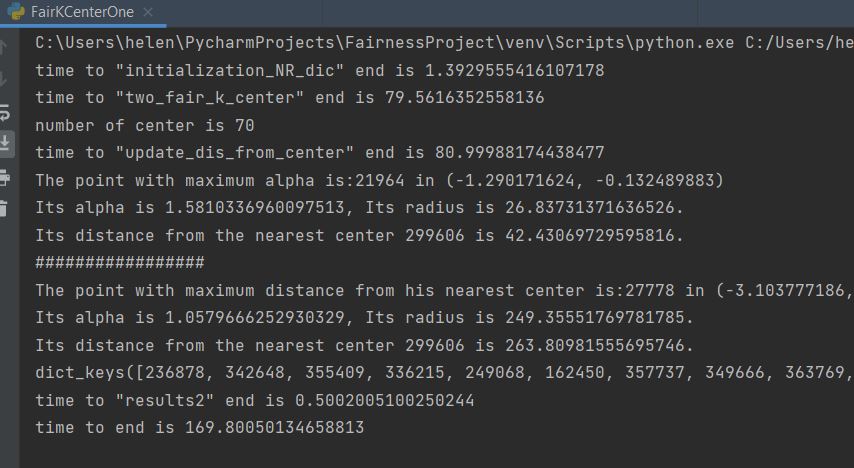 FairKCenterOne
C:\Users\helen\PycharmProjects\FairnessProject\venv\Scripts\python.exe C:/Users/he
time to "initialization_NR_dic" end is 1.3929555416107178
time to "two_fair_k_center" end is 79.5616352558136
number of center is 70
time to "update_dis_from_center" end is 80.99988174438477
The point with maximum alpha is:21964 in (-1.290171624, -0.132489883)
Its alpha is 1.5810336960097513, Its radius is 26.83731371636526.
Its distance from the nearest center 299606 is 42.43069729595816.
#################
The point with maximum distance from his nearest center is:27778 in (-3.103777186,
Its alpha is 1.0579666252930329, Its radius is 249.35551769781785.
Its distance from the nearest center 299606 is 263.80981555695746.
dict_keys([236878, 342648, 355409, 336215, 249068, 162450, 357737, 349666, 363769,
time to "results2" end is 0.5002005100250244
time to end is 169.80050134658813